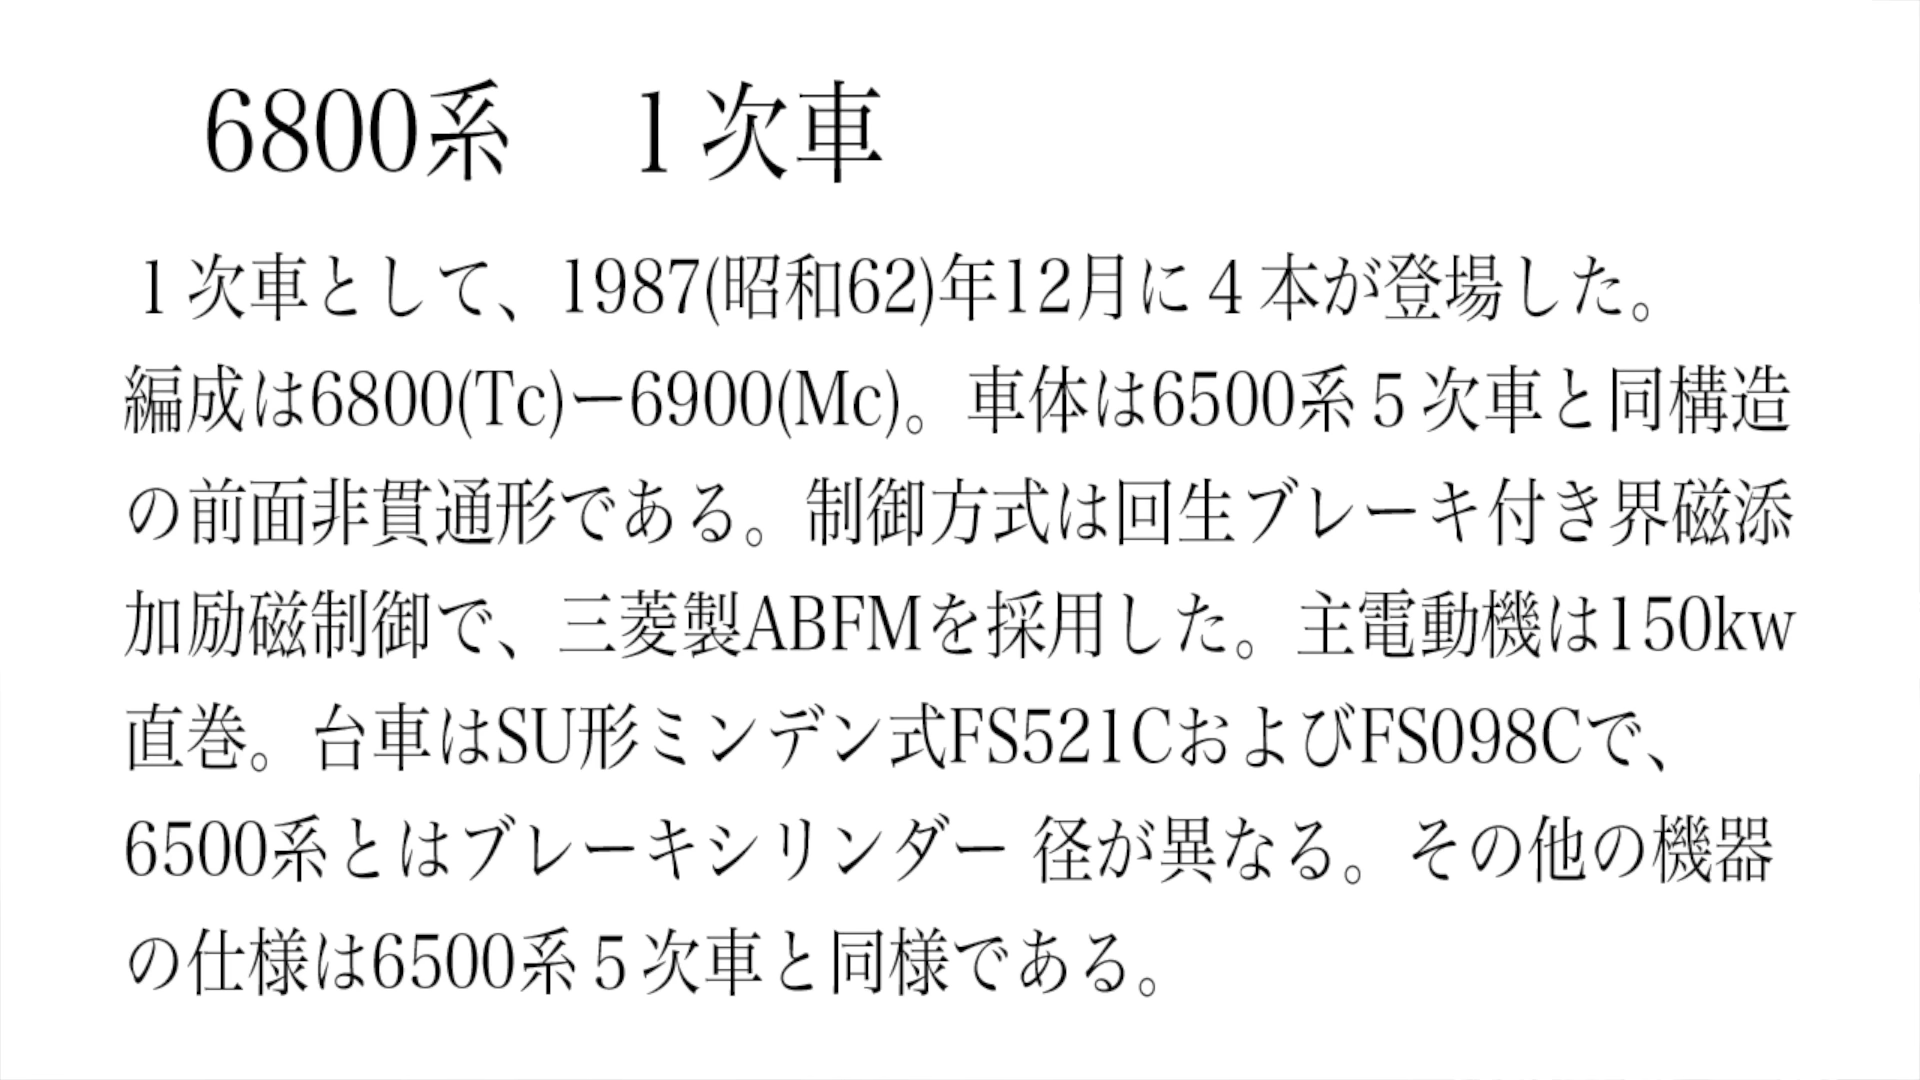 6800系　１次車
１次車として、1987(昭和62)年12月に４本が登場した。
編成は6800(Tc)ー6900(Mc)。車体は6500系５次車と同構造
の前面非貫通形である。制御方式は回生ブレーキ付き界磁添
加励磁制御で、三菱製ABFMを採用した。主電動機は150kw
直巻。台車はSU形ミンデン式FS521CおよびFS098Cで、
6500系とはブレーキシリンダー 径が異なる。その他の機器
の仕様は6500系５次車と同様である。